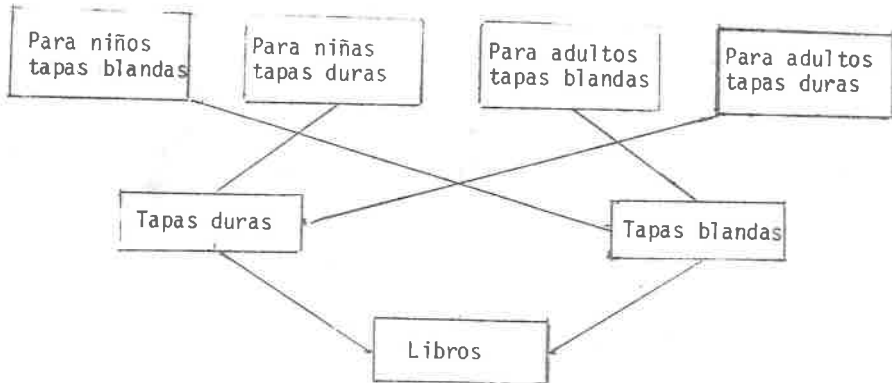 Para niños
tapas blandas
Para niñas
tapas duras
Para adultos
tapas blandas
Para adultos
tapas duras
Tapas duras
Tapas blandas
Libros